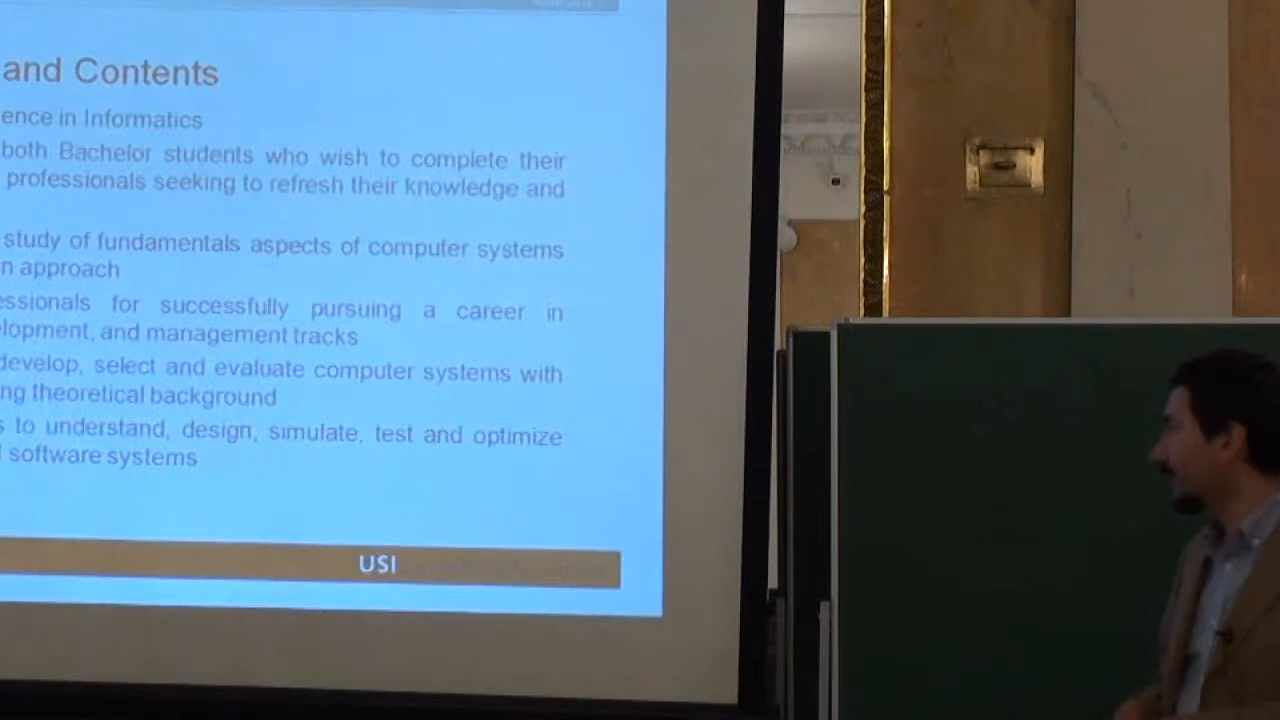 and Contents
ence in Informatics
both Bachelor students who wish to complete their
professionals seeking to refresh their knowledge and
study of fundamentals aspects of computer systems
n approach
essionals for successfully pursuing a career in
lopment, and management tracks
develop, select and evaluate computer systems with
ng theoretical background
s to understand, design, simulate, test and optimize
software systems
USI